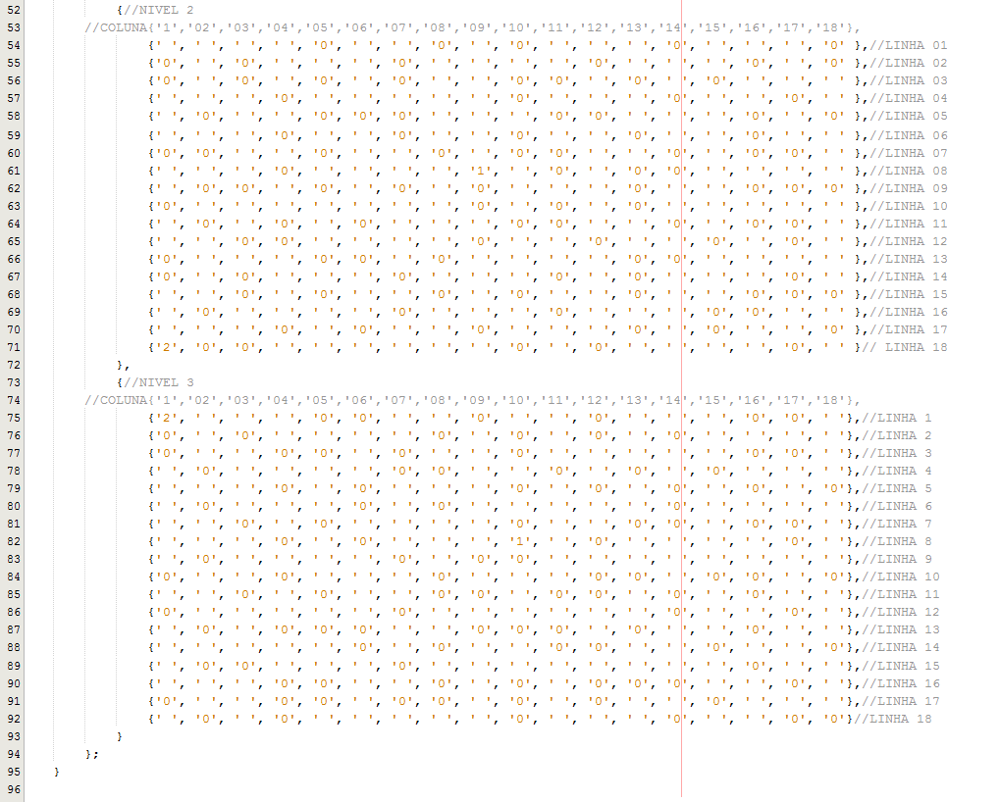 52 {//NIVEL 2
53 //COLUNA{'1','02','03','04','05','06','07','08','09','10','11','12','13','14','15','16','17','18'},
54 {' ', ' ', ' ', ' ', '0', ' ', ' ', '0', ' ', '0', ' ', ' ', ' ', '0', ' ', ' ', ' ', '0' },//LINHA 01
55 {'0', ' ', '0', ' ', ' ', ' ', '0', ' ', ' ', ' ', ' ', '0', ' ', ' ', ' ', '0', ' ', '0' },//LINHA 02
56 {'0', ' ', '0', ' ', '0', ' ', '0', ' ', ' ', '0', '0', ' ', '0', ' ', '0', ' ', ' ', ' ' },//LINHA 03
57 {' ', ' ', ' ', '0', ' ', ' ', ' ', ' ', ' ', '0', ' ', ' ', ' ', '0', ' ', ' ', '0', ' ' },//LINHA 04
58 {' ', '0', ' ', ' ', '0', '0', '0', ' ', ' ', ' ', '0', '0', ' ', ' ', ' ', '0', ' ', '0' },//LINHA 05
59 {' ', ' ', ' ', '0', ' ', ' ', '0', ' ', ' ', '0', ' ', ' ', '0', ' ', ' ', '0', ' ', ' ' },//LINHA 06
60 {'0', '0', ' ', ' ', '0', ' ', ' ', '0', ' ', '0', '0', ' ', ' ', '0', ' ', '0', '0', ' ' },//LINHA 07
61 {' ', ' ', ' ', '0', ' ', ' ', ' ', ' ', '1', ' ', '0', ' ', '0', '0', ' ', ' ', ' ', ' ' },//LINHA 08
62 {' ', '0', '0', ' ', '0', ' ', '0', ' ', '0', ' ', ' ', ' ', '0', ' ', ' ', '0', '0', '0' },//LINHA 09
63 {'0', ' ', ' ', ' ', ' ', ' ', ' ', ' ', '0', ' ', '0', ' ', '0', ' ', ' ', ' ', ' ', ' ' },//LINHA 10
64 {' ', '0', ' ', '0', ' ', '0', ' ', ' ', ' ', '0', '0', ' ', ' ', '0', ' ', '0', '0', ' ' },//LINHA 11
65 {' ', ' ', '0', '0', ' ', ' ', ' ', ' ', '0', ' ', ' ', '0', ' ', ' ', '0', ' ', '0', ' ' },//LINHA 12
66 {'0', ' ', ' ', ' ', '0', '0', ' ', '0', ' ', ' ', ' ', ' ', '0', '0', ' ', ' ', ' ', ' ' },//LINHA 13
67 {'0', ' ', '0', ' ', ' ', ' ', '0', ' ', ' ', ' ', '0', ' ', '0', ' ', ' ', ' ', '0', ' ' },//LINHA 14
68 {' ', ' ', '0', ' ', '0', ' ', ' ', '0', ' ', '0', ' ', ' ', '0', ' ', ' ', '0', '0', '0' },//LINHA 15
69 {' ', '0', ' ', ' ', ' ', ' ', '0', ' ', ' ', ' ', '0', ' ', ' ', ' ', '0', '0', ' ', ' ' },//LINHA 16
70 {' ', ' ', ' ', '0', ' ', '0', ' ', ' ', '0', ' ', ' ', ' ', '0', ' ', '0', ' ', ' ', '0' },//LINHA 17
71 {'2', '0', '0', ' ', ' ', ' ', ' ', ' ', ' ', '0', ' ', '0', ' ', ' ', ' ', ' ', '0', ' ' }// LINHA 18
72 },
73 {//NIVEL 3
74 //COLUNA{'1','02','03','04','05','06','07','08','09','10','11','12','13','14','15','16','17','18'},
75 {'2', ' ', ' ', ' ', '0', '0', ' ', ' ', '0', ' ', ' ', '0', ' ', ' ', ' ', '0', '0', ' '},//LINHA 1
76 {'0', ' ', '0', ' ', ' ', ' ', ' ', '0', ' ', '0', ' ', '0', ' ', '0', ' ', ' ', ' ', ' '},//LINHA 2
77 {'0', ' ', ' ', '0', '0', ' ', '0', ' ', ' ', '0', ' ', ' ', ' ', ' ', ' ', '0', '0', ' '},//LINHA 3
78 {' ', '0', ' ', ' ', ' ', ' ', '0', '0', ' ', ' ', '0', ' ', '0', ' ', '0', ' ', ' ', ' '},//LINHA 4
79 {' ', ' ', ' ', '0', ' ', '0', ' ', ' ', ' ', '0', ' ', '0', ' ', '0', ' ', '0', ' ', '0'},//LINHA 5
80 {' ', '0', ' ', ' ', ' ', '0', ' ', '0', ' ', ' ', ' ', ' ', ' ', '0', ' ', ' ', ' ', ' '},//LINHA 6
81 {' ', ' ', '0', ' ', '0', ' ', ' ', ' ', ' ', '0', ' ', ' ', '0', '0', ' ', '0', '0', ' '},//LINHA 7
82 {' ', ' ', ' ', '0', ' ', '0', ' ', ' ', ' ', '1', ' ', '0', ' ', ' ', ' ', ' ', '0', ' '},//LINHA 8
83 {' ', '0', ' ', ' ', ' ', ' ', '0', ' ', '0', '0', ' ', ' ', ' ', ' ', ' ', ' ', ' ', ' '},//LINHA 9
84 {'0', ' ', ' ', '0', ' ', ' ', ' ', '0', ' ', ' ', ' ', '0', '0', ' ', '0', '0', ' ', '0'},//LINHA 10
85 {' ', ' ', '0', ' ', '0', ' ', ' ', '0', '0', ' ', '0', '0', ' ', '0', ' ', '0', ' ', ' '},//LINHA 11
86 {'0', ' ', ' ', ' ', ' ', ' ', '0', ' ', ' ', ' ', ' ', ' ', ' ', '0', ' ', ' ', '0', ' '},//LINHA 12
87 {' ', '0', ' ', '0', '0', '0', ' ', ' ', '0', '0', '0', ' ', '0', ' ', ' ', '0', ' ', ' '},//LINHA 13
88 {' ', ' ', ' ', ' ', ' ', '0', ' ', '0', ' ', ' ', '0', '0', ' ', ' ', '0', ' ', ' ', '0'},//LINHA 14
89 {' ', '0', '0', ' ', ' ', ' ', '0', ' ', ' ', ' ', ' ', ' ', ' ', ' ', ' ', '0', ' ', ' '},//LINHA 15
90 {' ', ' ', ' ', '0', '0', ' ', ' ', '0', ' ', '0', ' ', '0', '0', '0', ' ', ' ', '0', ' '},//LINHA 16
91 {'0', ' ', ' ', '0', '0', ' ', '0', '0', ' ', '0', ' ', '0', ' ', ' ', '0', ' ', '0', ' '},//LINHA 17
92 {' ', '0', ' ', '0', ' ', ' ', ' ', ' ', ' ', '0', ' ', ' ', ' ', '0', ' ', ' ', '0', '0'}//LINHA 18
93 }
94 };
95 }
96